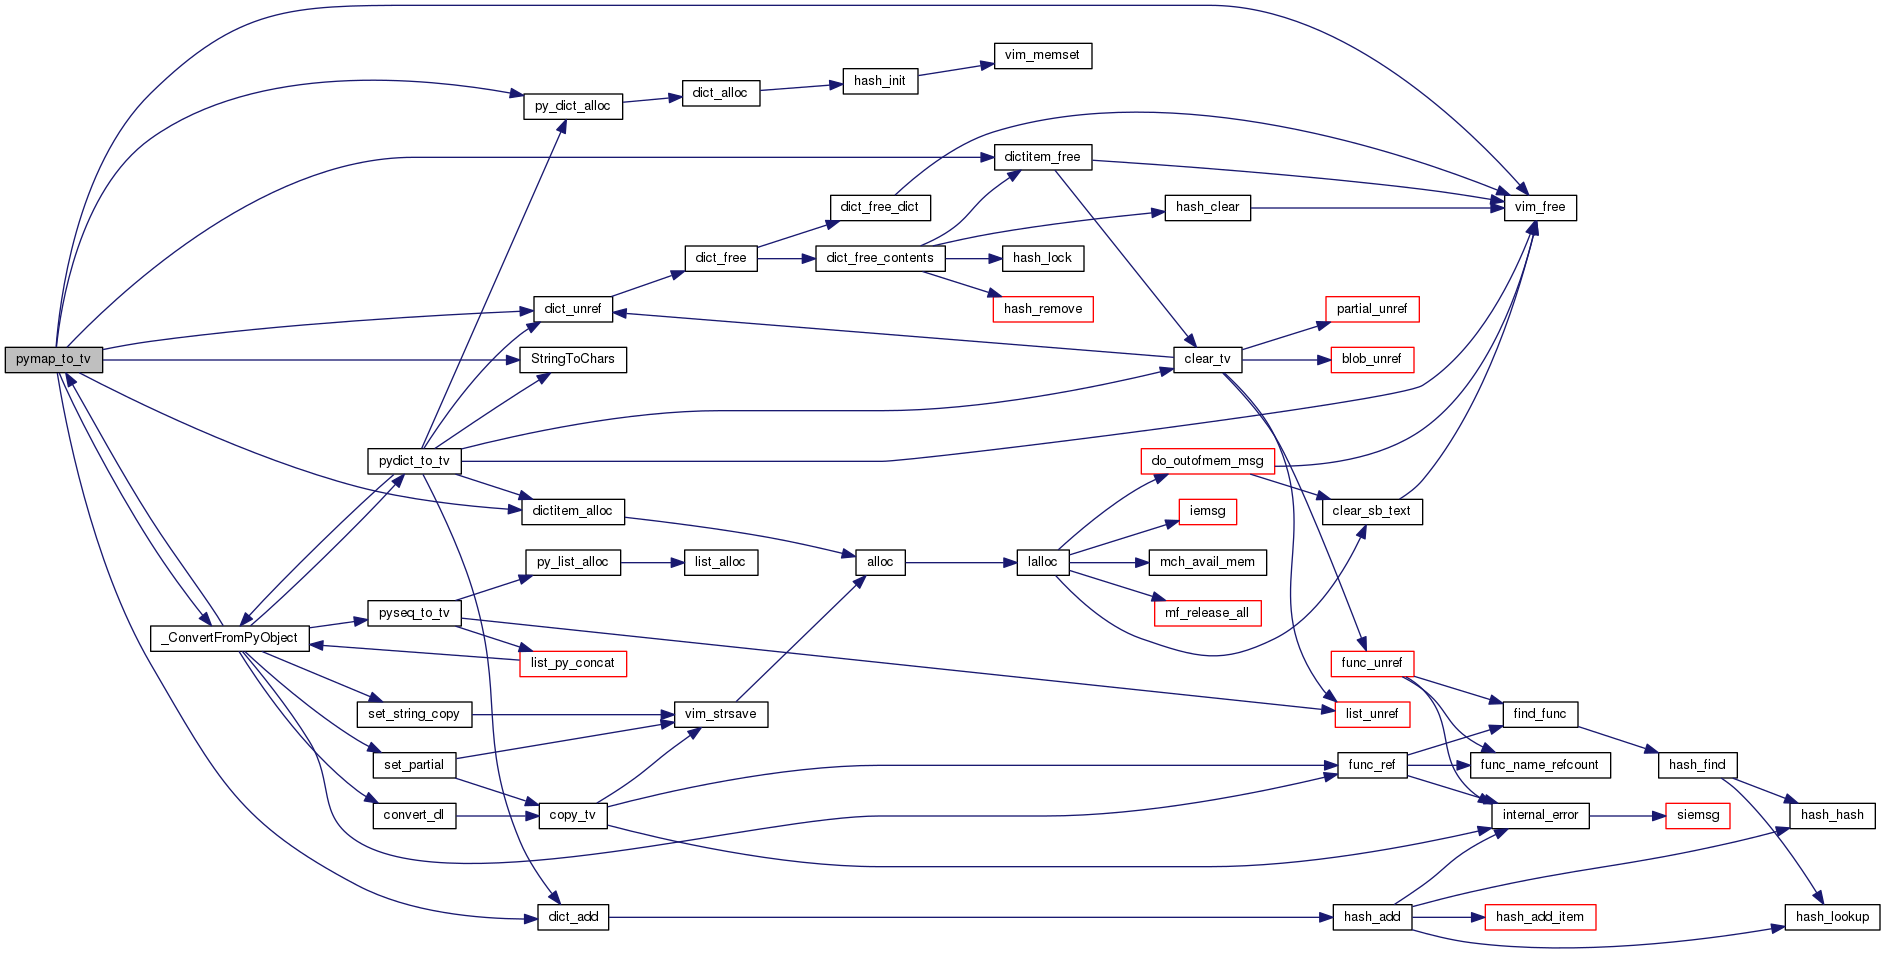 vim_memset
hash_init
dict_alloc
py_dict_alloc
dictitem_free
dict_free_dict
hash_clear
vim_free
dict_free
dict_free_contents
hash_lock
dict_unref
hash_remove
partial_unref
pymap_to_tv
StringToChars
clear_tv
blob_unref
pydict_to_tv
do_outofmem_msg
dictitem_alloc
iemsg
clear_sb_text
py_list_alloc
list_alloc
alloc
lalloc
mch_avail_mem
pyseq_to_tv
mf_release_all
_ConvertFromPyObject
list_py_concat
func_unref
set_string_copy
vim_strsave
list_unref
find_func
set_partial
func_ref
func_name_refcount
hash_find
convert_dl
copy_tv
internal_error
siemsg
hash_hash
dict_add
hash_add
hash_add_item
hash_lookup